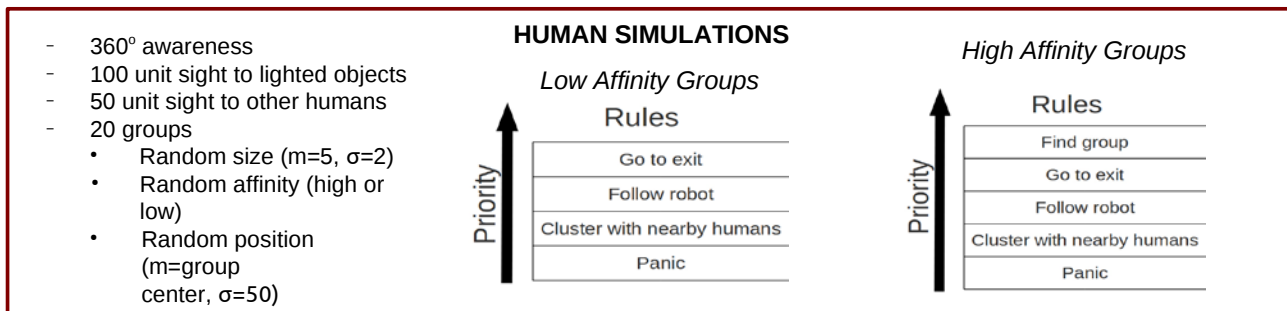 - 360° awareness
- 100 unit sight to lighted objects
- 50 unit sight to other humans
- 20 groups
• Random size (m=5, σ=2)
• Random affinity (high or
low)
• Random position
(m=group
center, σ=50)
HUMAN SIMULATIONS
Low Affinity Groups
Rules
Priority
Go to exit
Follow robot
Cluster with nearby humans
Panic
High Affinity Groups
Rules
Priority
Find group
Go to exit
Follow robot
Cluster with nearby humans
Panic